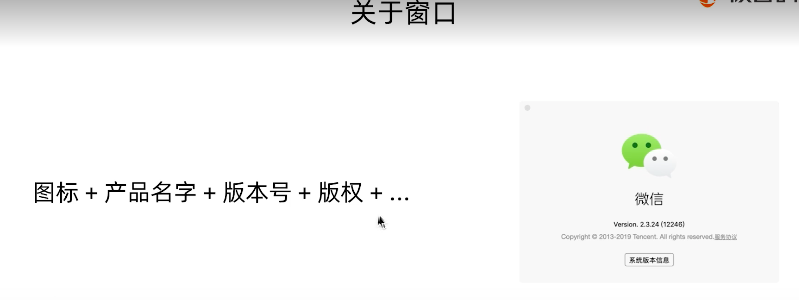 关于窗口
图标 + 产品名字 + 版本号 + 版权 + ...
微信
Version. 2.3.24 (12246)
Copyright © 2013-2019 Tencent. All rights reserved.服务协议
系统版本信息